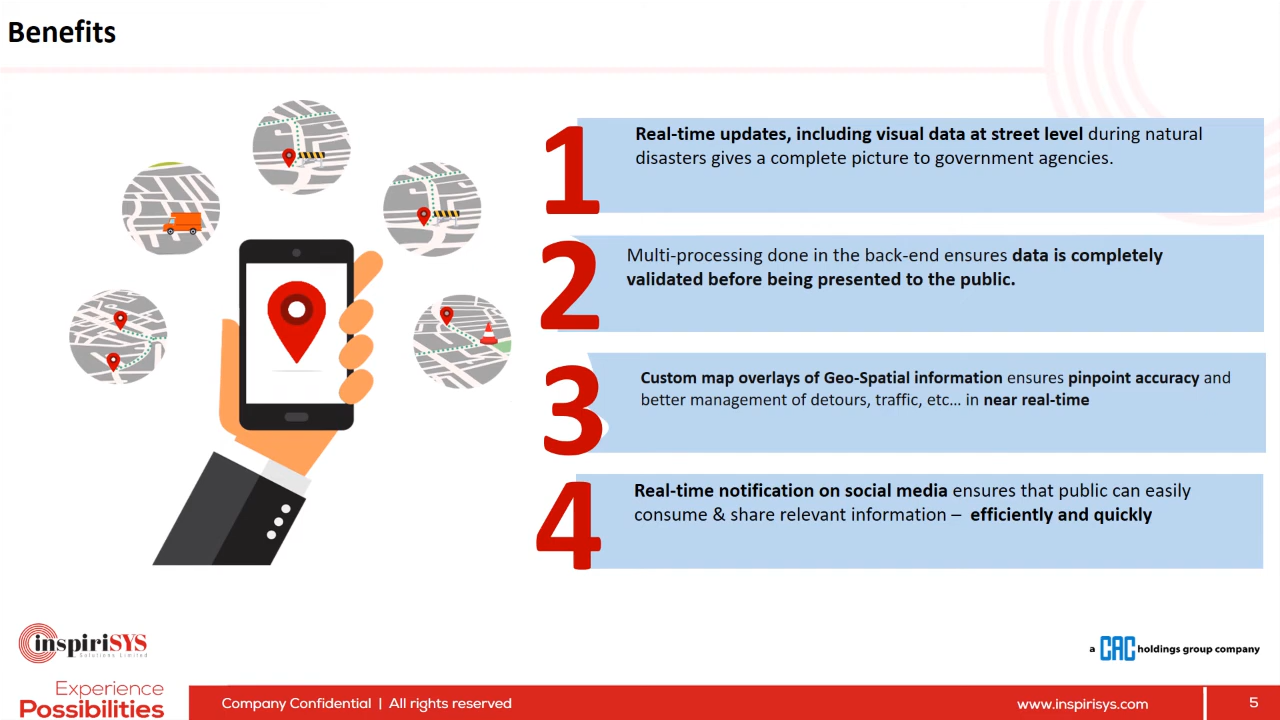 Benefits
1
Real-time updates, including visual data at street level during natural
disasters gives a complete picture to government agencies.
2
Multi-processing done in the back-end ensures data is completely
validated before being presented to the public.
3
Custom map overlays of Geo-Spatial information ensures pinpoint accuracy and
better management of detours, traffic, etc... in near real-time
4
Real-time notification on social media ensures that public can easily
consume & share relevant information – efficiently and quickly
inspiriSYS
Solutions Limited
a CAC holdings group company
Experience
Possibilities
Company Confidential | All rights reserved
www.inspirisys.com
5